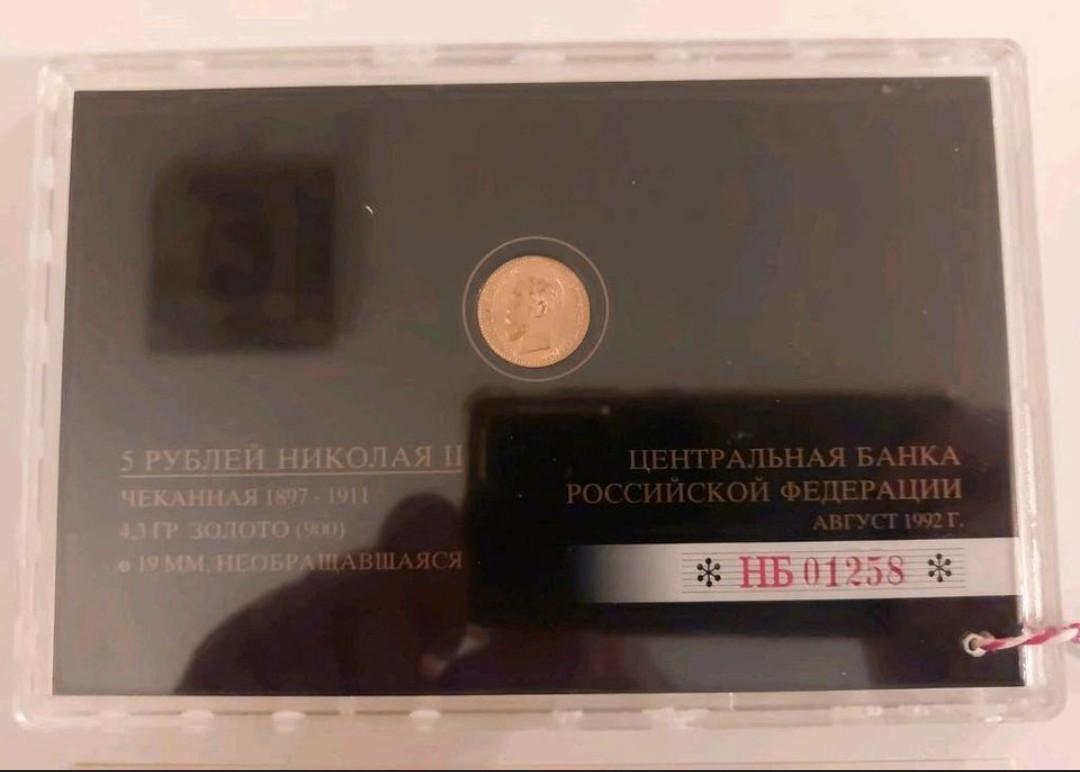 5 РУБЛЕЙ НИКОЛАЯ II
ЧЕКАННАЯ 1897 - 1911
4,3 ГР ЗОЛОТО (900)
ø 19 ММ, НЕОБРАЩАВШАЯСЯ
ЦЕНТРАЛЬНАЯ БАНКА
РОССИЙСКОЙ ФЕДЕРАЦИИ
АВГУСТ 1992 Г.
* НБ 01258 *